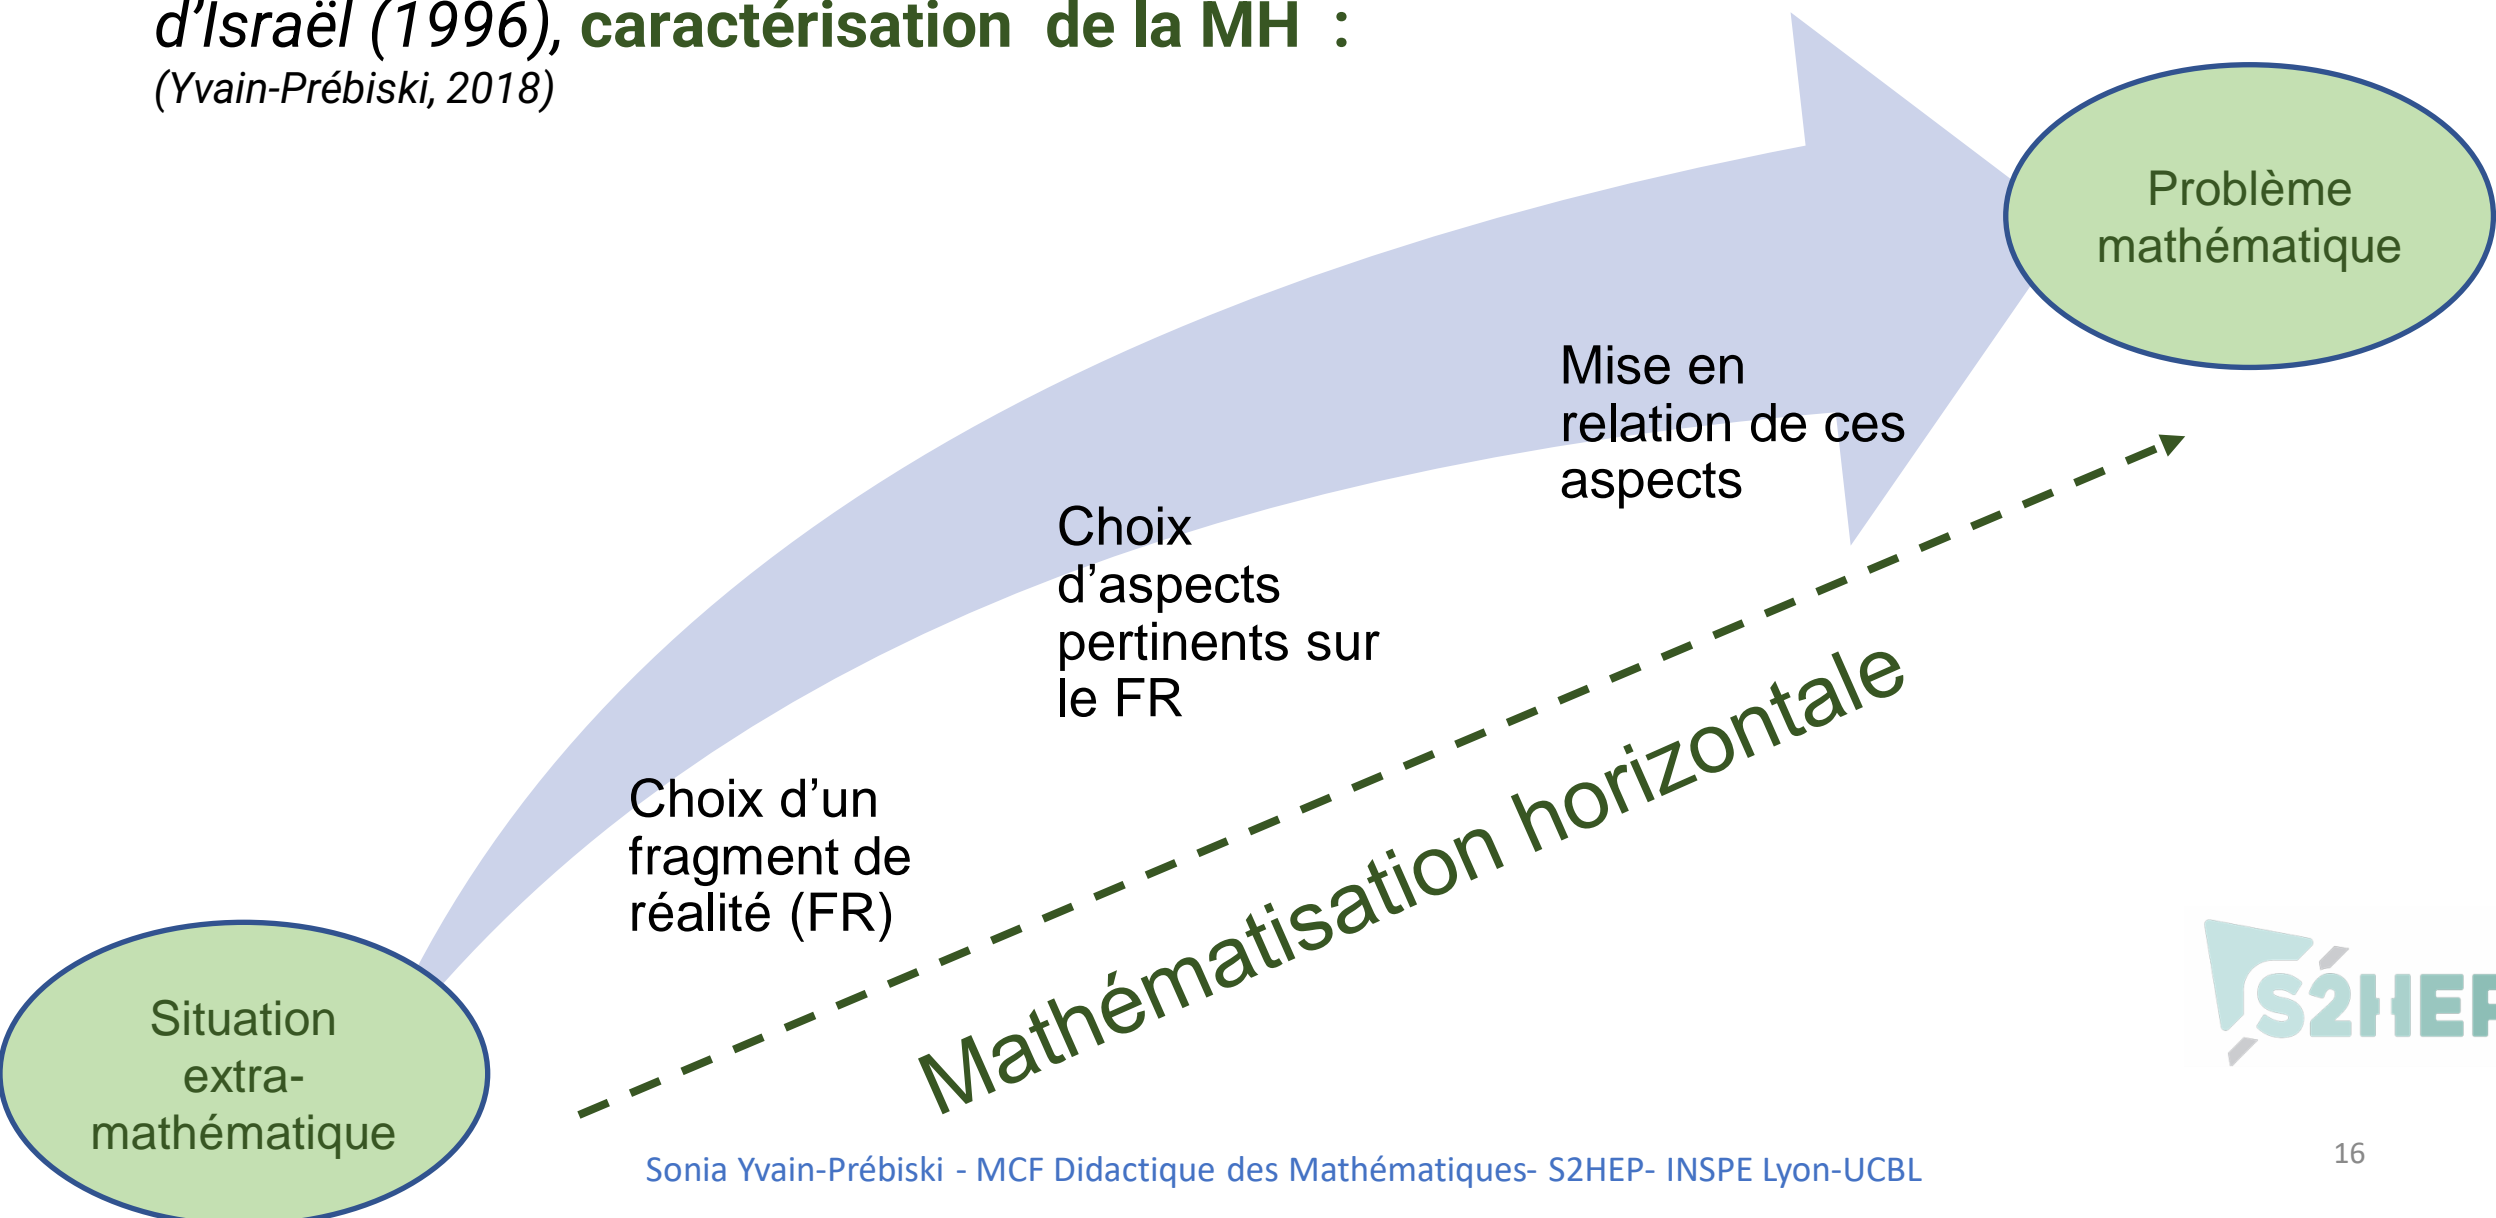 d’Israël (1996), caractérisation de la MH :
(Yvain-Prébiski, 2018)
Problème
mathématique
Mise en
relation de ces
aspects
Choix
d’aspects
pertinents sur
le FR
Choix d’un
fragment de
réalité (FR)
Mathématisation horizontale
Situation
extra-
mathématique
S2HEP
Sonia Yvain-Prébiski - MCF Didactique des Mathématiques- S2HEP- INSPE Lyon-UCBL
16